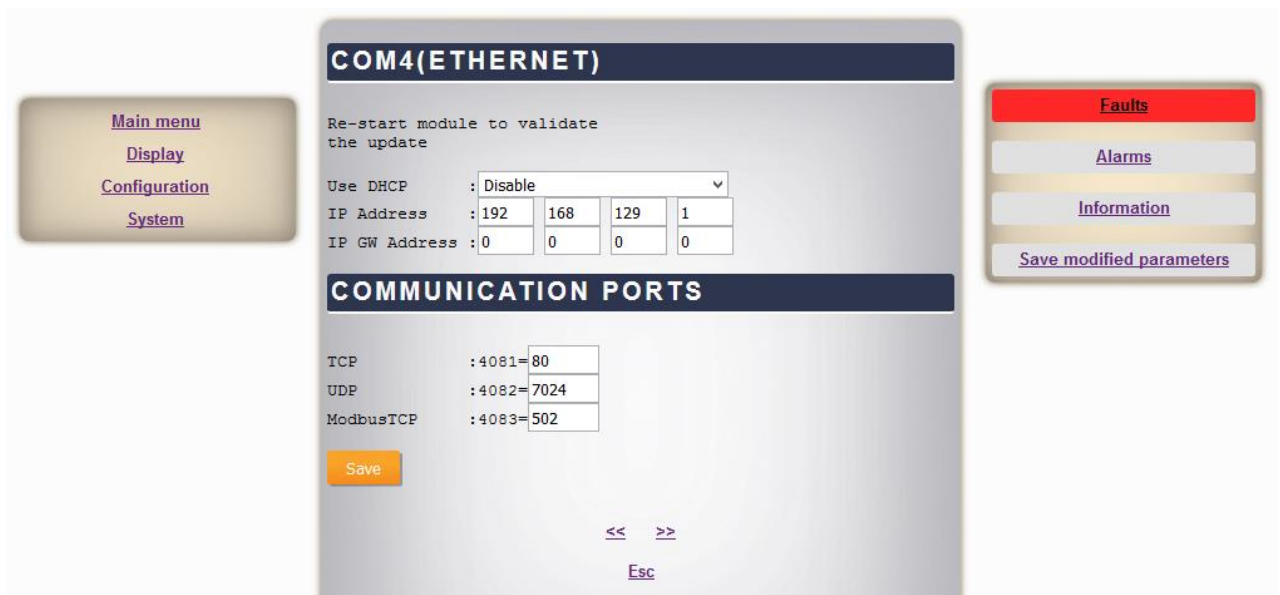 Main menu
Display
Configuration
System
COM4(ETHERNET)
Re-start module to validate
the update
Use DHCP : Disable
IP Address : 192 168 129 1
IP GW Address : 0 0 0 0
COMMUNICATION PORTS
TCP :4081= 80
UDP :4082= 7024
ModbusTCP :4083= 502
Save
<< >>
Esc
Faults
Alarms
Information
Save modified parameters